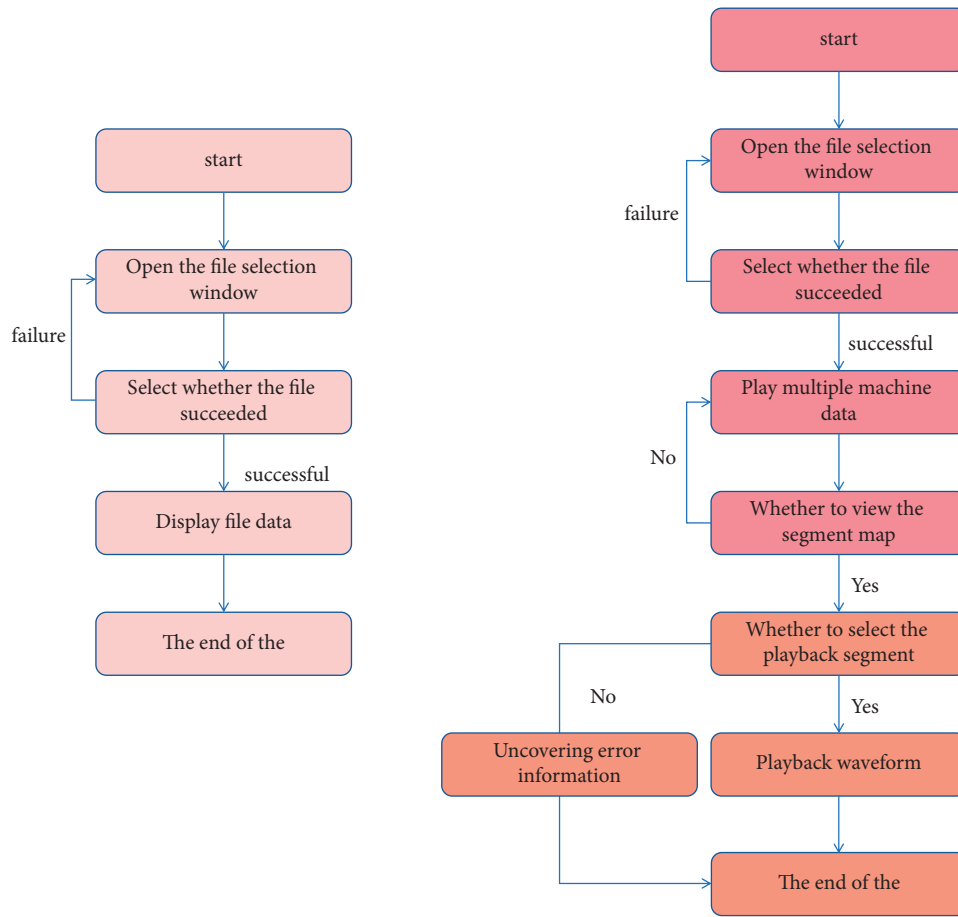 start
Open the file selection
window
failure
Select whether the file
succeeded
successful
Display file data
The end of the
start
Open the file selection
window
failure
Select whether the file
succeeded
successful
Play multiple machine
data
No
Whether to view the
segment map
Yes
Whether to select the
playback segment
No
Yes
Uncovering error
information
Playback waveform
The end of the